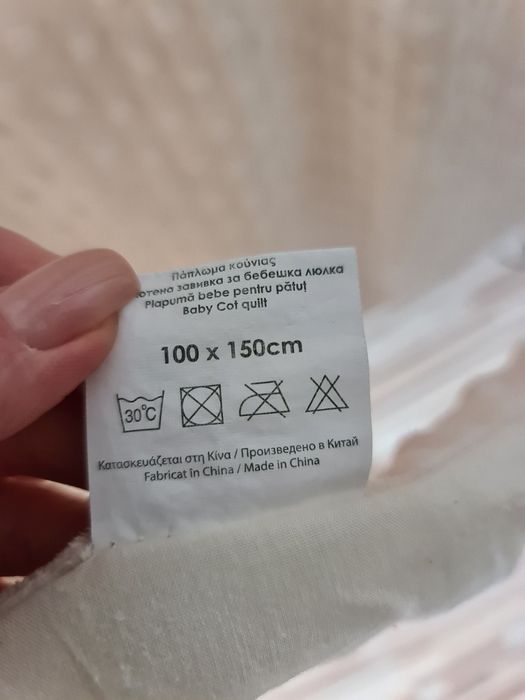 Πάπλωμα κούνιας
завивка за бебешка люлка
Plapumă bebe pentru pătuț
Baby Cot quilt
100 x 150cm
30°C
Κατασκευάζεται στη Κίνα / Произведено в Китай
Fabricat în China / Made in China